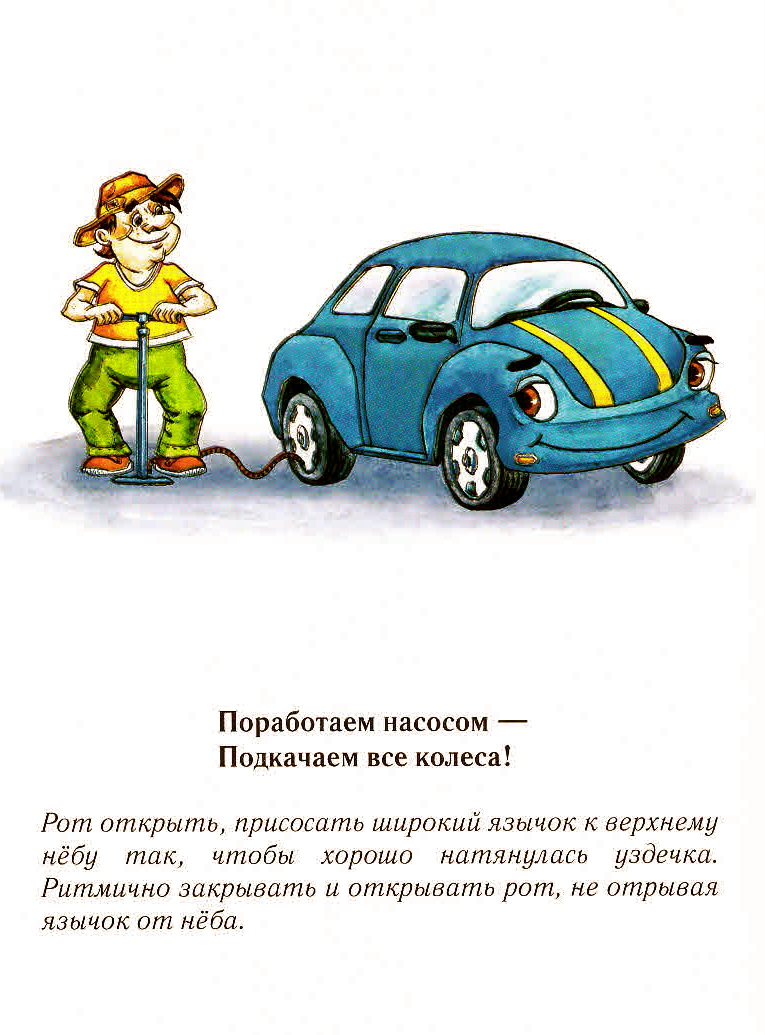 Поработаем насосом —
Подкачаем все колеса!
Рот открыть, присосать широкий язычок к верхнему
нёбу так, чтобы хорошо натянулась уздечка.
Ритмично закрывать и открывать рот, не отрывая
язычок от нёба.